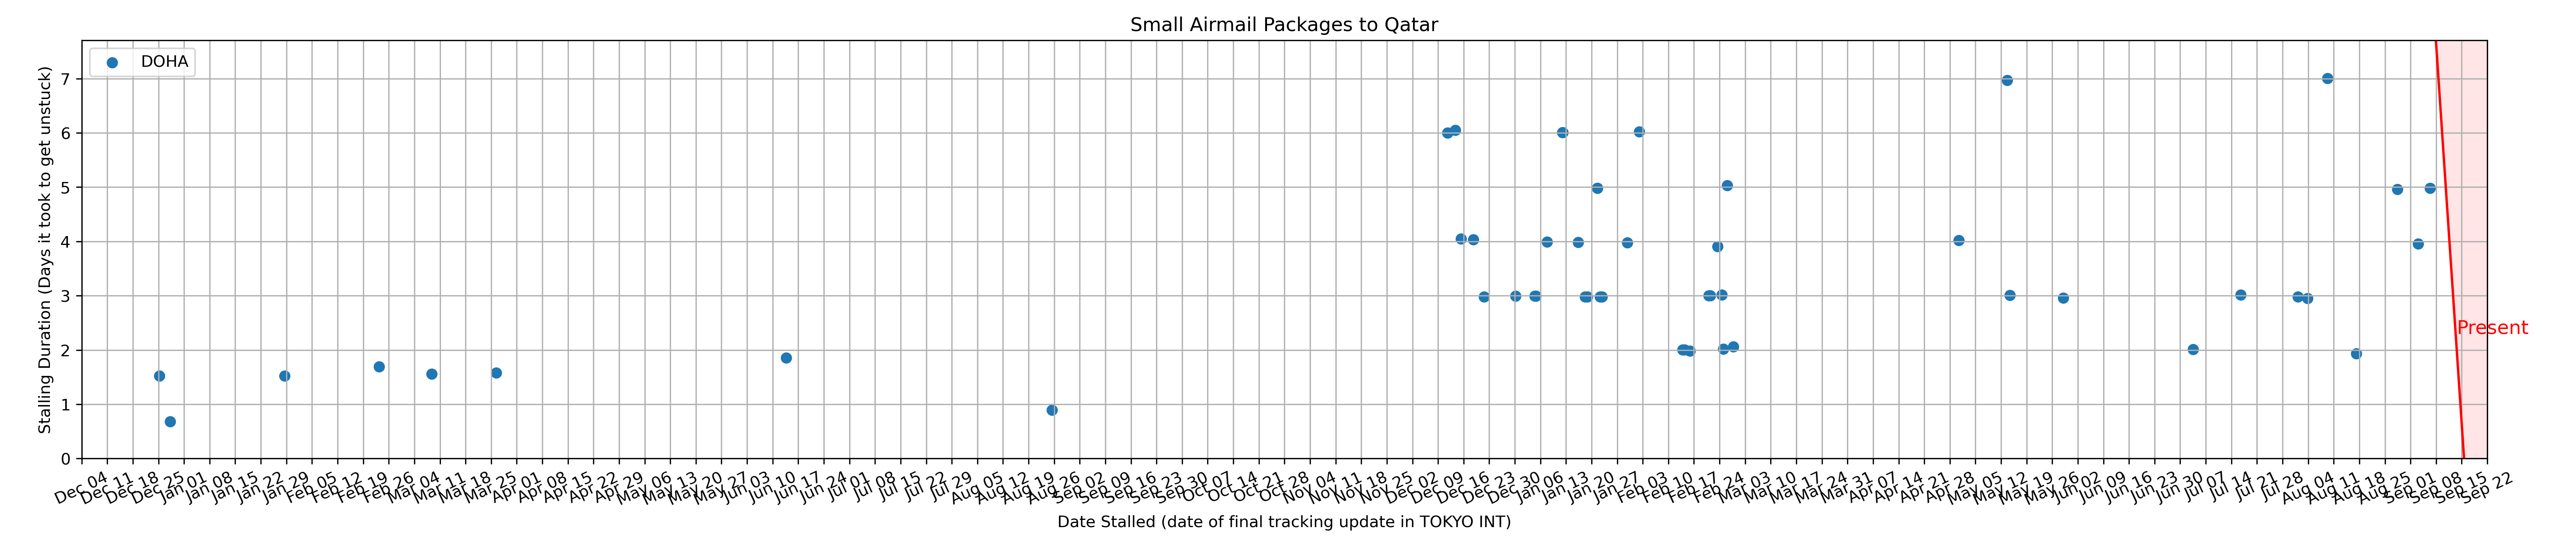 Small Airmail Packages to Qatar
DOHA
Stalling Duration (Days it took to get unstuck)
7
6
5
4
3
2
1
0
Present
Dec 04 Dec 11 Dec 18 Dec 25 Jan 01 Jan 08 Jan 15 Jan 22 Jan 29 Feb 05 Feb 12 Feb 19 Feb 26 Mar 04 Mar 11 Mar 18 Mar 25 Apr 01 Apr 08 Apr 15 Apr 22 Apr 29 May 06 May 13 May 20 May 27 Jun 03 Jun 10 Jun 17 Jun 24 Jul 01 Jul 08 Jul 15 Jul 22 Jul 29 Aug 05 Aug 12 Aug 19 Aug 26 Sep 02 Sep 09 Sep 16 Sep 23 Sep 30 Oct 07 Oct 14 Oct 21 Oct 28 Nov 04 Nov 11 Nov 18 Nov 25 Dec 02 Dec 09 Dec 16 Dec 23 Dec 30 Jan 06 Jan 13 Jan 20 Jan 27 Feb 03 Feb 10 Feb 17 Feb 24 Mar 03 Mar 10 Mar 17 Mar 24 Mar 31 Apr 07 Apr 14 Apr 21 Apr 28 May 05 May 12 May 19 May 26 Jun 02 Jun 09 Jun 16 Jun 23 Jun 30 Jul 07 Jul 14 Jul 21 Jul 28 Aug 04 Aug 11 Aug 18 Aug 25 Sep 01 Sep 08 Sep 15 Sep 22
Date Stalled (date of final tracking update in TOKYO INT)